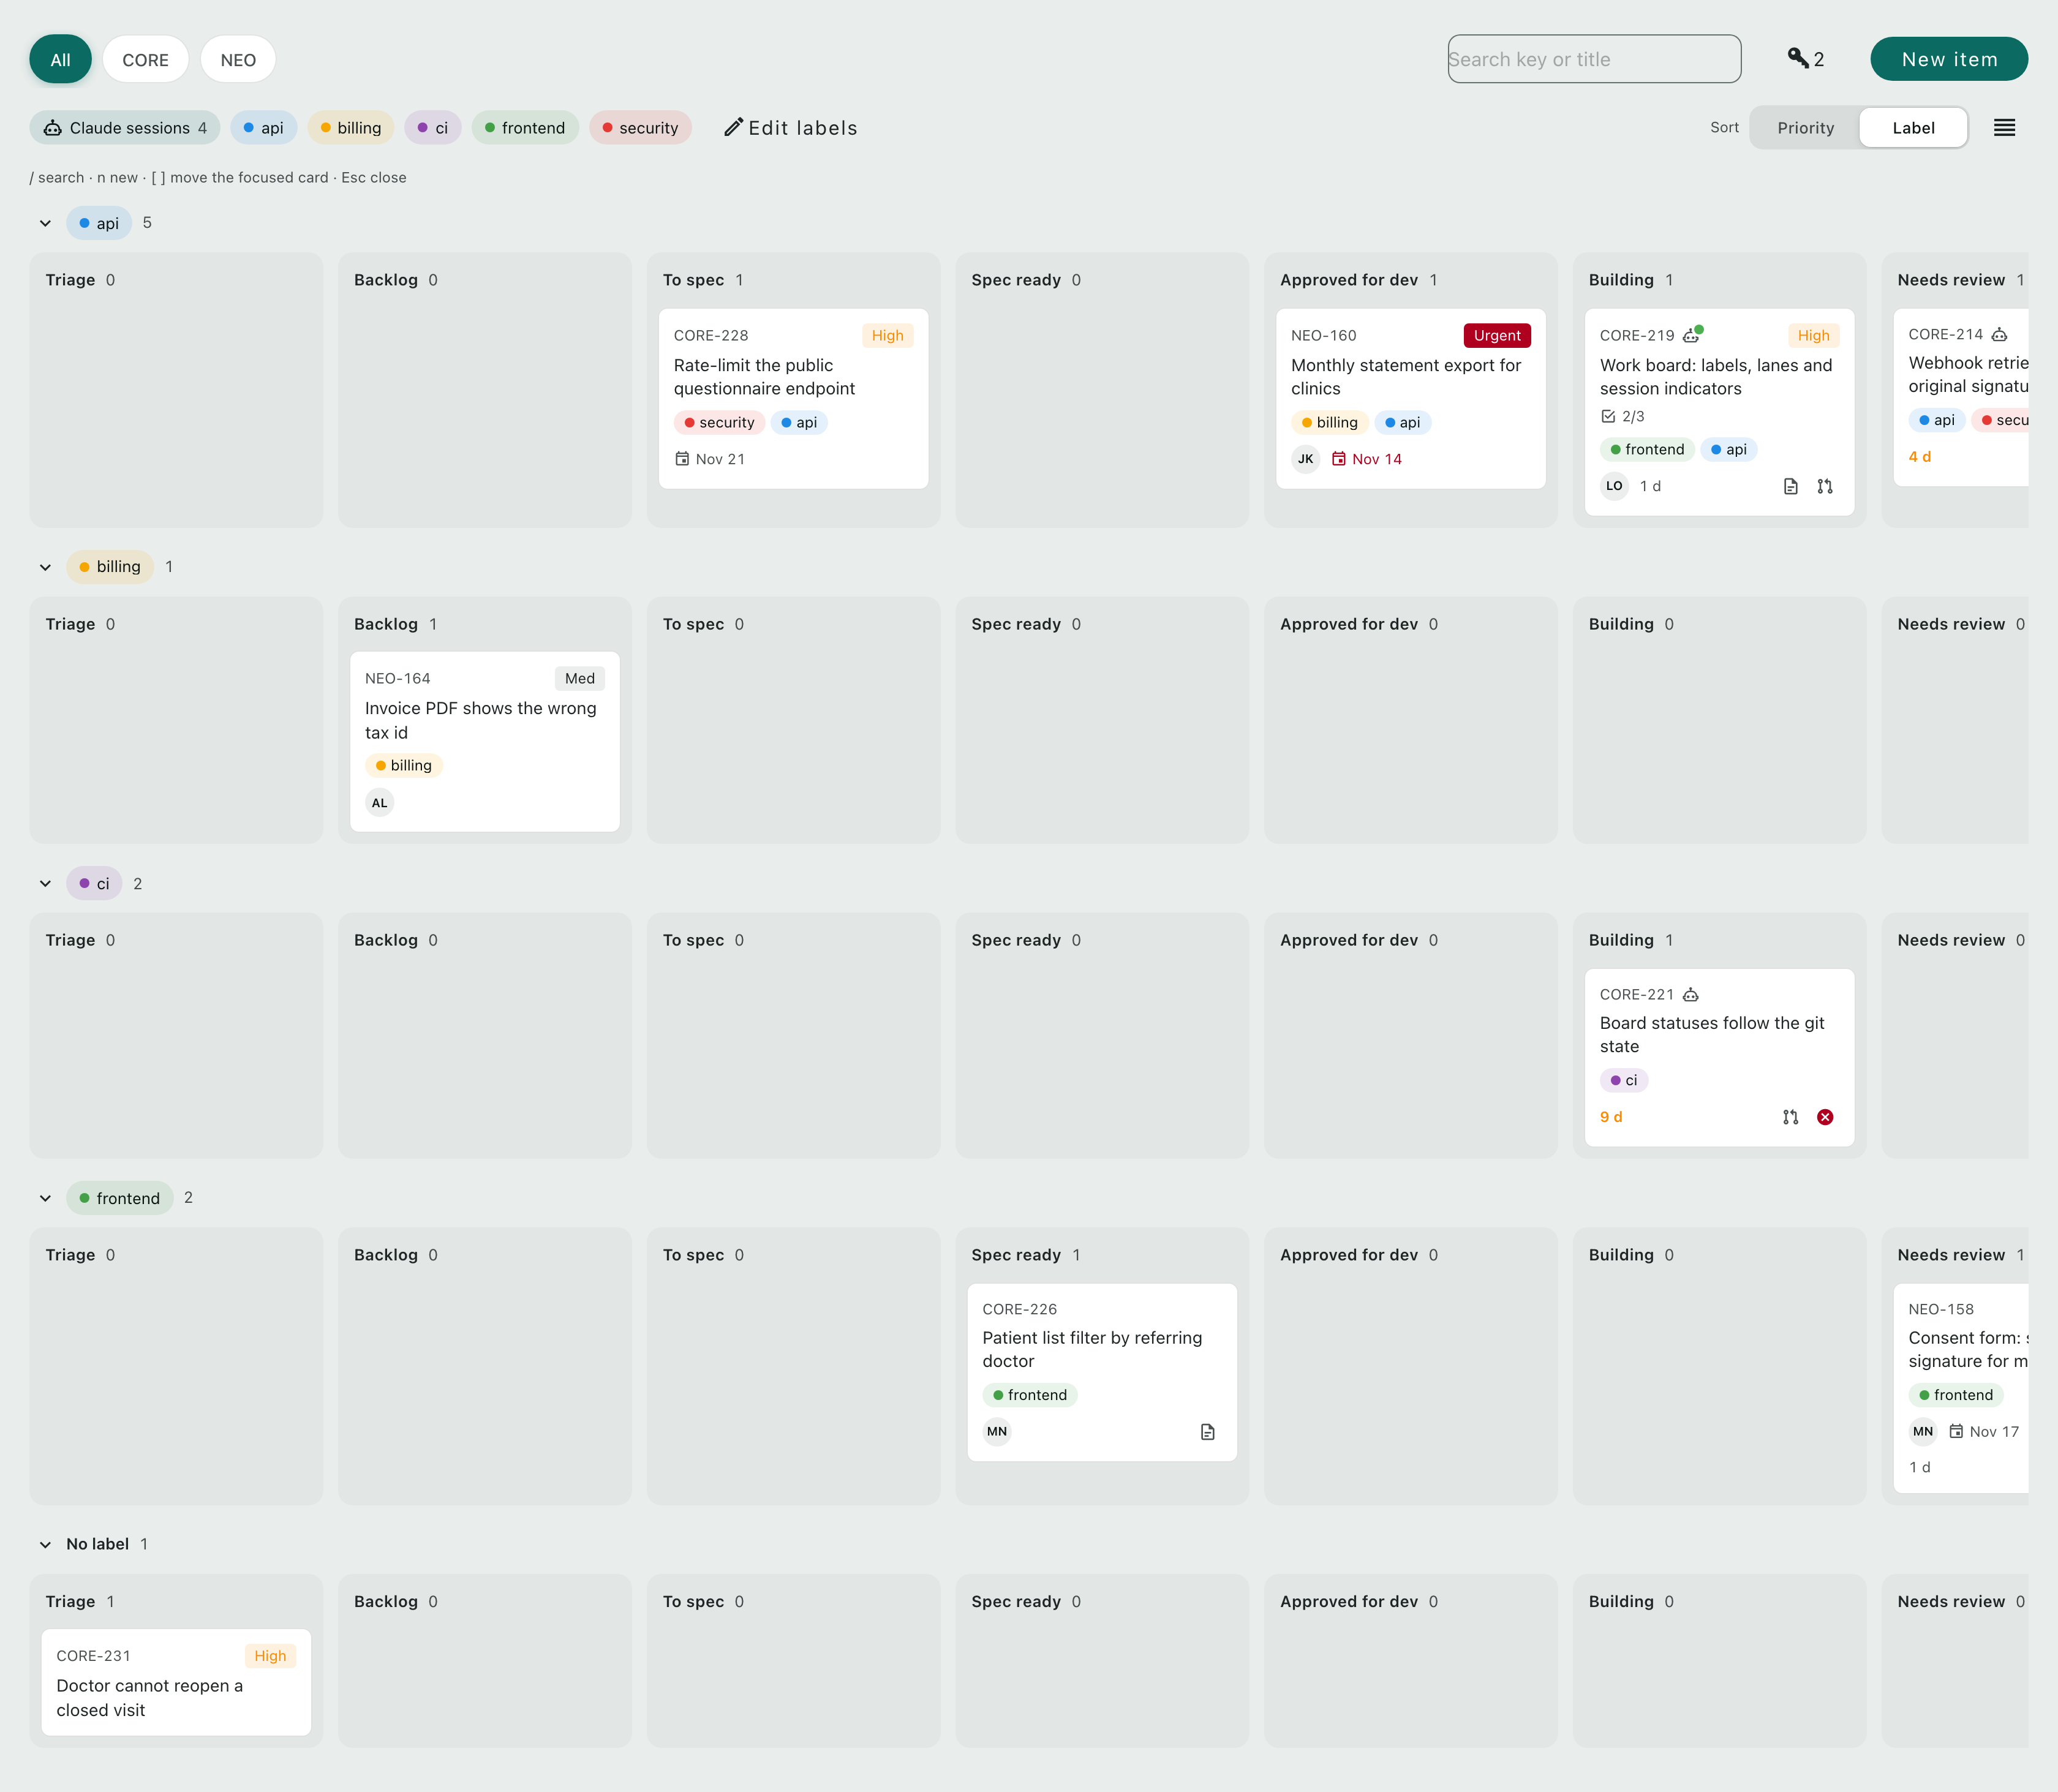 All CORE NEO Search key or title 2 New item
Claude sessions 4 api billing ci frontend security Edit labels Sort Priority Label
/ search · n new · [ ] move the focused card · Esc close
api 5
Triage 0 Backlog 0 To spec 1 Spec ready 0 Approved for dev 1 Building 1 Needs review 1
CORE-228 High
Rate-limit the public
questionnaire endpoint
security api
Nov 21
NEO-160 Urgent
Monthly statement export for
clinics
billing api
JK Nov 14
CORE-219 High
Work board: labels, lanes and
session indicators
2/3
frontend api
LO 1 d
CORE-214
Webhook retrie
original signatu
api secu
4 d
billing 1
Triage 0 Backlog 1 To spec 0 Spec ready 0 Approved for dev 0 Building 0 Needs review 0
NEO-164 Med
Invoice PDF shows the wrong
tax id
billing
AL
ci 2
Triage 0 Backlog 0 To spec 0 Spec ready 0 Approved for dev 0 Building 1 Needs review 0
CORE-221
Board statuses follow the git
state
ci
9 d
frontend 2
Triage 0 Backlog 0 To spec 0 Spec ready 1 Approved for dev 0 Building 0 Needs review 1
CORE-226
Patient list filter by referring
doctor
frontend
MN
NEO-158
Consent form:
signature for m
frontend
MN Nov 17
1 d
No label 1
Triage 1 Backlog 0 To spec 0 Spec ready 0 Approved for dev 0 Building 0 Needs review 0
CORE-231 High
Doctor cannot reopen a
closed visit